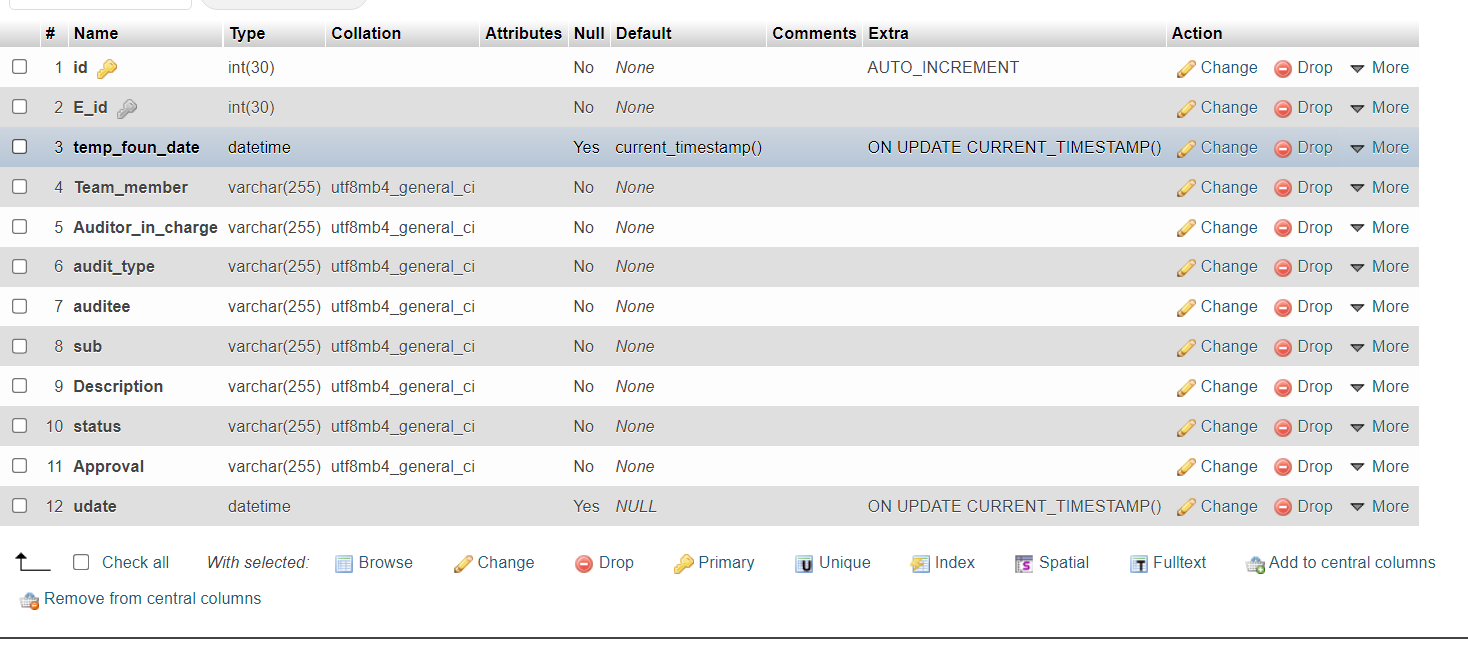 # Name Type Collation Attributes Null Default Comments Extra Action
1 id int(30) No None AUTO_INCREMENT Change Drop More
2 E_id int(30) No None Change Drop More
3 temp_foun_date datetime Yes current_timestamp() ON UPDATE CURRENT_TIMESTAMP() Change Drop More
4 Team_member varchar(255) utf8mb4_general_ci No None Change Drop More
5 Auditor_in_charge varchar(255) utf8mb4_general_ci No None Change Drop More
6 audit_type varchar(255) utf8mb4_general_ci No None Change Drop More
7 auditee varchar(255) utf8mb4_general_ci No None Change Drop More
8 sub varchar(255) utf8mb4_general_ci No None Change Drop More
9 Description varchar(255) utf8mb4_general_ci No None Change Drop More
10 status varchar(255) utf8mb4_general_ci No None Change Drop More
11 Approval varchar(255) utf8mb4_general_ci No None Change Drop More
12 udate datetime Yes NULL ON UPDATE CURRENT_TIMESTAMP() Change Drop More
Check all With selected: Browse Change Drop Primary Unique Index Spatial Fulltext Add to central columns
Remove from central columns